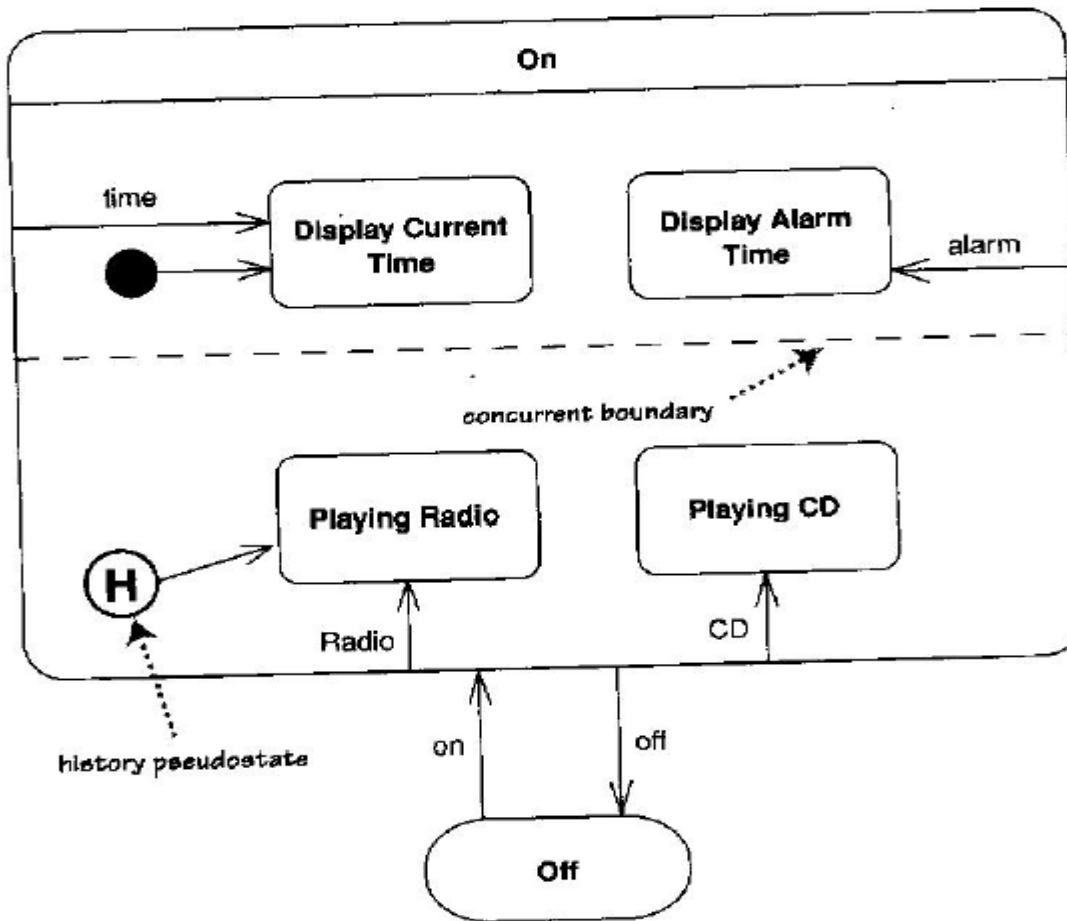 On
time
Display Current
Time
Display Alarm
Time
alarm
concurrent boundary
Playing Radio
Playing CD
H
Radio
CD
history pseudostate
on
off
Off